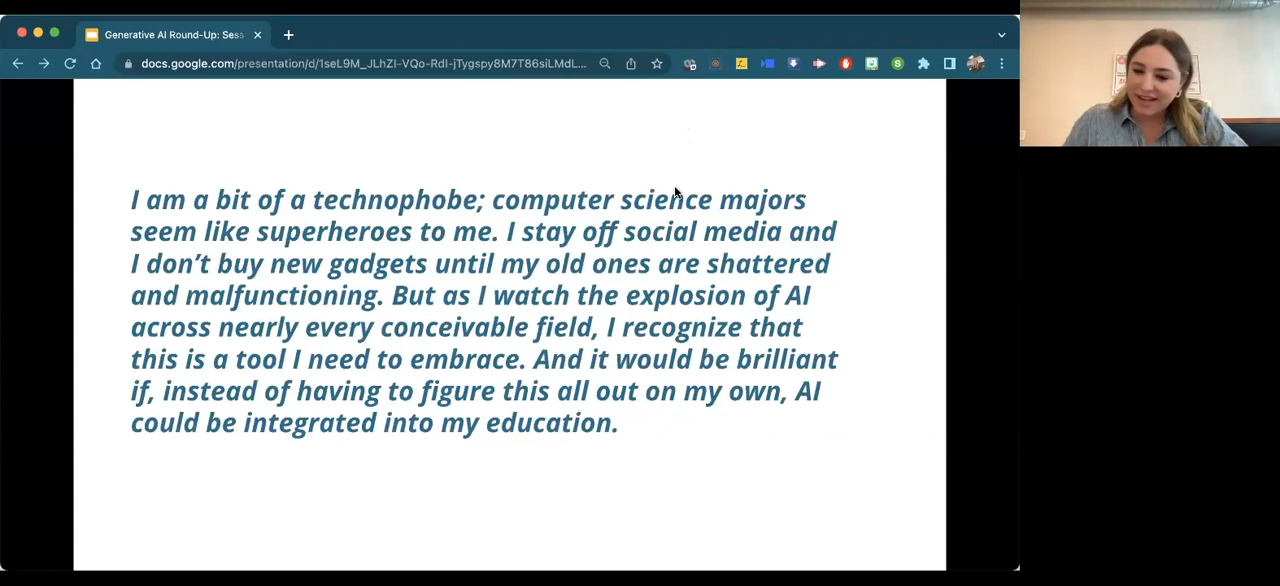 Generative AI Round-Up: Sess
docs.google.com/presentation/d/1seL9M_JLhZI-VQo-RdI-jTygspy8M7T86siLMdL...
I am a bit of a technophobe; computer science majors
seem like superheroes to me. I stay off social media and
I don’t buy new gadgets until my old ones are shattered
and malfunctioning. But as I watch the explosion of AI
across nearly every conceivable field, I recognize that
this is a tool I need to embrace. And it would be brilliant
if, instead of having to figure this all out on my own, AI
could be integrated into my education.